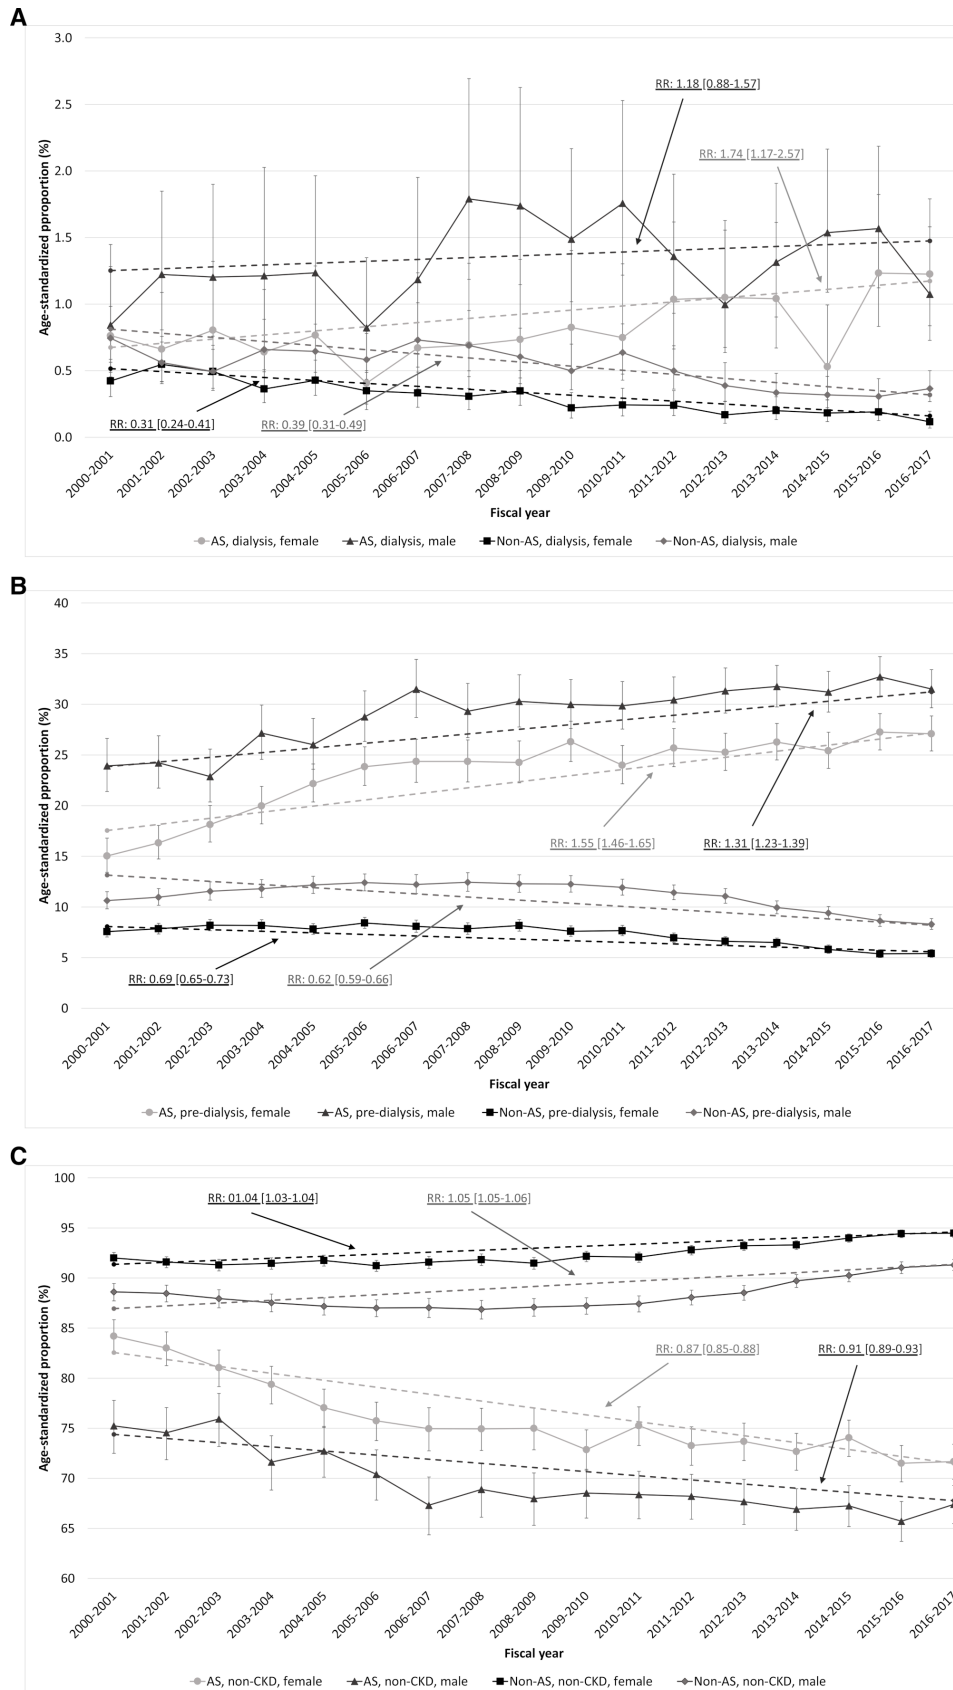 A
3.0
2.5
2.0
1.5
1.0
0.5
0.0
Age-standardized pproportion (%)
RR: 1.18 [0.88-1.57]
RR: 1.74 [1.17-2.57]
RR: 0.31 [0.24-0.41]
RR: 0.39 [0.31-0.49]
2000-2001 2001-2002 2002-2003 2003-2004 2004-2005 2005-2006 2006-2007 2007-2008 2008-2009 2009-2010 2010-2011 2011-2012 2012-2013 2013-2014 2014-2015 2015-2016 2016-2017
Fiscal year
AS, dialysis, female AS, dialysis, male Non-AS, dialysis, female Non-AS, dialysis, male
B
40
35
30
25
20
15
10
5
0
Age-standardized pproportion (%)
RR: 1.55 [1.46-1.65] RR: 1.31 [1.23-1.39]
RR: 0.69 [0.65-0.73] RR: 0.62 [0.59-0.66]
2000-2001 2001-2002 2002-2003 2003-2004 2004-2005 2005-2006 2006-2007 2007-2008 2008-2009 2009-2010 2010-2011 2011-2012 2012-2013 2013-2014 2014-2015 2015-2016 2016-2017
Fiscal year
AS, pre-dialysis, female AS, pre-dialysis, male Non-AS, pre-dialysis, female Non-AS, pre-dialysis, male
C
100
95
90
85
80
75
70
65
60
Age-standardized proportion (%)
RR: 01.04 [1.03-1.04] RR: 1.05 [1.05-1.06]
RR: 0.87 [0.85-0.88] RR: 0.91 [0.89-0.93]
2000-2001 2001-2002 2002-2003 2003-2004 2004-2005 2005-2006 2006-2007 2007-2008 2008-2009 2009-2010 2010-2011 2011-2012 2012-2013 2013-2014 2014-2015 2015-2016 2016-2017
Fiscal year
AS, non-CKD, female AS, non-CKD, male Non-AS, non-CKD, female Non-AS, non-CKD, male